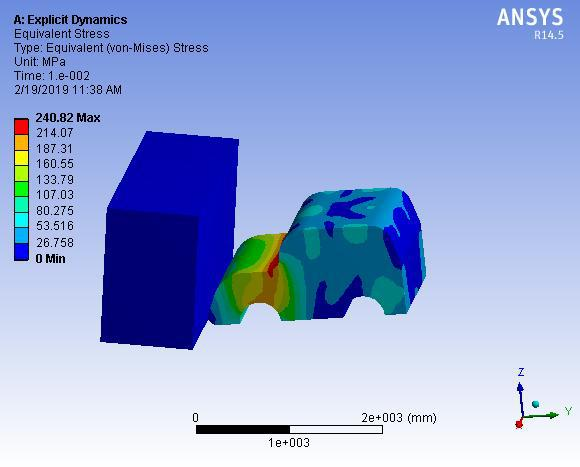 A: Explicit Dynamics
Equivalent Stress
Type: Equivalent (von-Mises) Stress
Unit: MPa
Time: 1.e-002
2/19/2019 11:38 AM
ANSYS
R14.5
240.82 Max
214.07
187.31
160.55
133.79
107.03
80.275
53.516
26.758
0 Min
Z
Y
0
2e+003 (mm)
1e+003